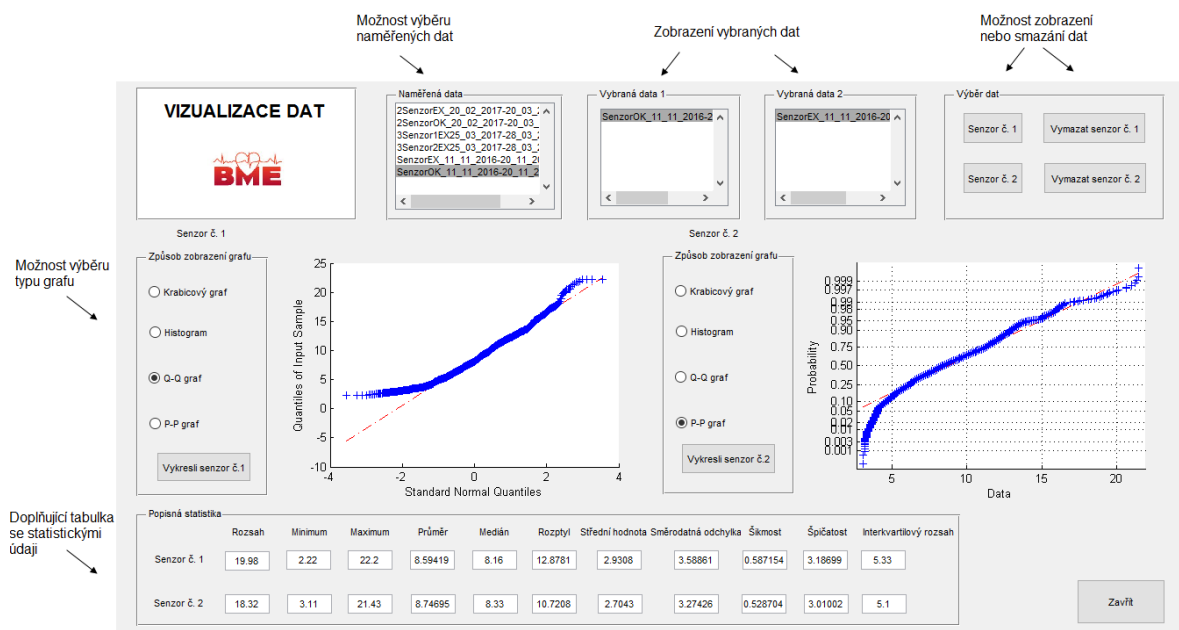 Možnost výběru
naměřených dat
Zobrazení vybraných dat
Možnost zobrazení
nebo smazání dat
VIZUALIZACE DAT
BME
Naměřená data
2SenzorEX_20_02_2017-20_03_
2SenzorOK_20_02_2017-20_03_
3Senzor1EX25_03_2017-28_03_
3Senzor2EX25_03_2017-28_03_
SenzorEX_11_11_2016-20_11_2
SenzorOK_11_11_2016-20_11_2
Vybraná data 1
SenzorOK_11_11_2016-2
Vybraná data 2
SenzorEX_11_11_2016-20
Výběr dat
Senzor č. 1
Vymazat senzor č. 1
Senzor č. 2
Vymazat senzor č. 2
Možnost výběru
typu grafu
Senzor č. 1
Způsob zobrazení grafu
Krabicový graf
Histogram
Q-Q graf
P-P graf
Vykresli senzor č.1
Quantiles of Input Sample
25
20
15
10
5
0
-5
-10
-4
-2
0
2
4
Standard Normal Quantiles
Senzor č. 2
Způsob zobrazení grafu
Krabicový graf
Histogram
Q-Q graf
P-P graf
Vykresli senzor č.2
Probability
0.999
0.997
0.99
0.98
0.95
0.90
0.75
0.50
0.25
0.10
0.05
0.02
0.01
0.003
0.001
5
10
15
20
Data
Doplňující tabulka
se statistickými
údaji
Popisná statistika
Rozsah Minimum Maximum Průměr Medián Rozptyl Střední hodnota Směrodatná odchylka Šikmost Špičatost Interkvartilový rozsah
Senzor č. 1 19.98 2.22 22.2 8.59419 8.16 12.8781 2.9308 3.58861 0.587154 3.18699 5.33
Senzor č. 2 18.32 3.11 21.43 8.74695 8.33 10.7208 2.7043 3.27426 0.528704 3.01002 5.1
Zavřít